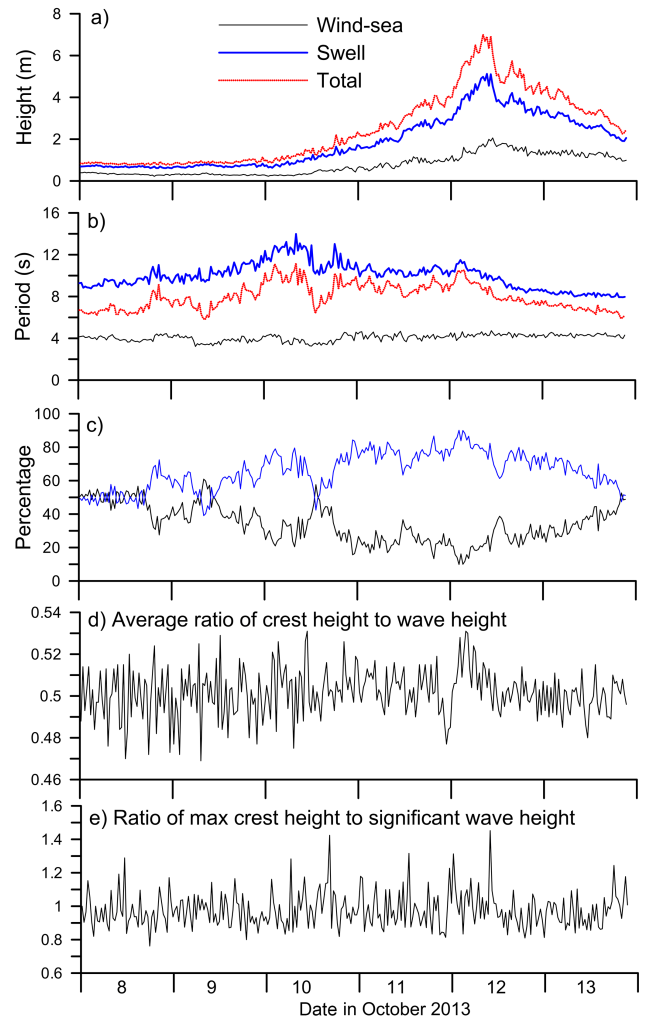 a)
Wind-sea
Swell
Total
Height (m)
8
6
4
2
0
b)
Period (s)
16
12
8
4
0
c)
Percentage
100
80
60
40
20
0
d) Average ratio of crest height to wave height
0.54
0.52
0.5
0.48
0.46
e) Ratio of max crest height to significant wave height
1.6
1.4
1.2
1
0.8
0.6
8 9 10 11 12 13
Date in October 2013